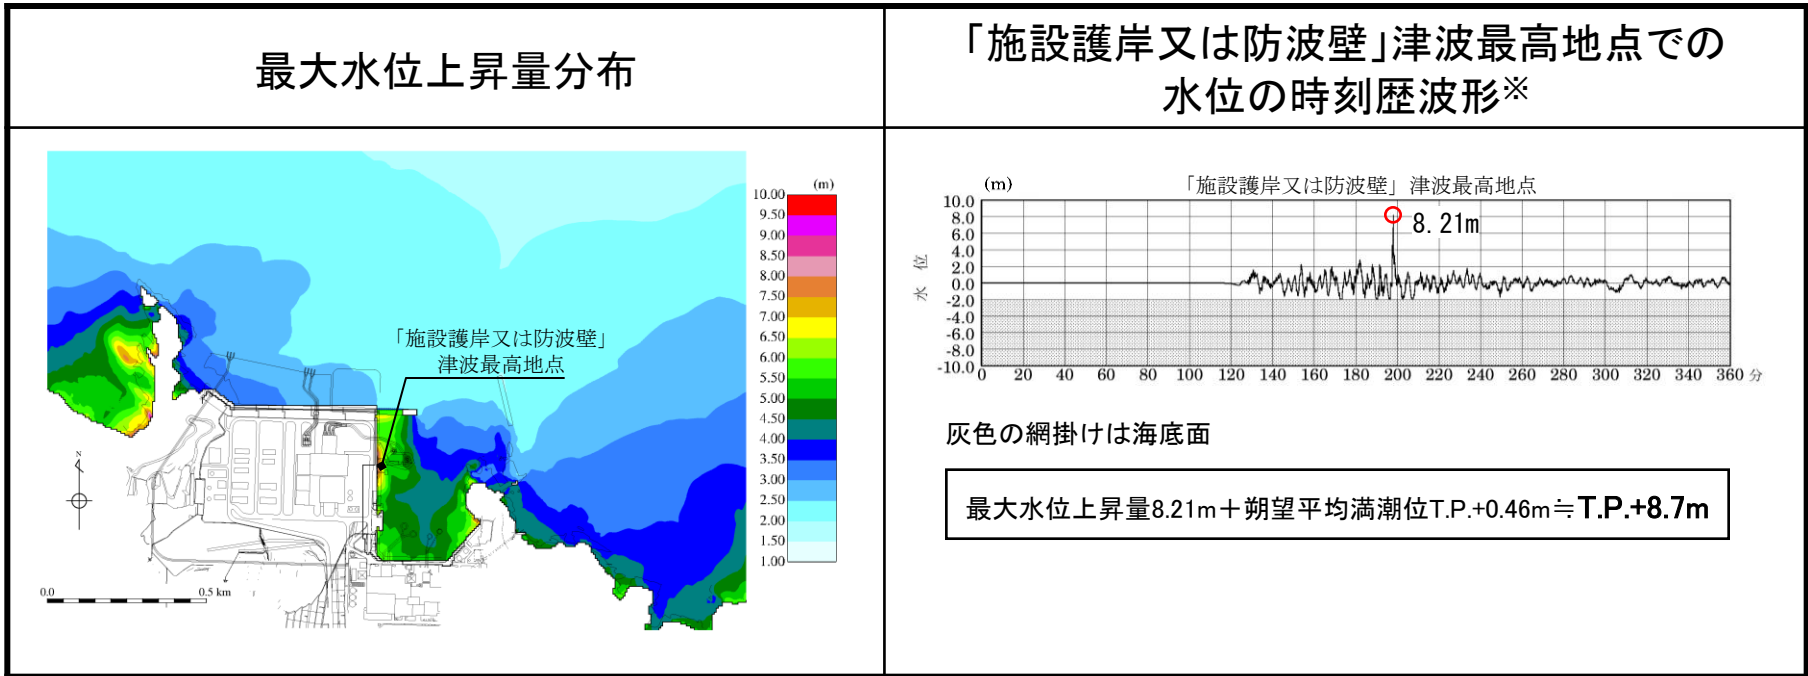 最大水位上昇量分布
「施設護岸又は防波壁」津波最高地点での
水位の時刻歴波形※
(m)
10.00
9.50
9.00
8.50
8.00
7.50
7.00
6.50
6.00
5.50
5.00
4.50
4.00
3.50
3.00
2.50
2.00
1.50
1.00
「施設護岸又は防波壁」
津波最高地点
N
0.0
0.5 km
(m)
「施設護岸又は防波壁」津波最高地点
10.0
8.0
6.0
4.0
2.0
0.0
-2.0
-4.0
-6.0
-8.0
-10.0
水位
8.21m
0 20 40 60 80 100 120 140 160 180 200 220 240 260 280 300 320 340 360 分
灰色の網掛けは海底面
最大水位上昇量8.21m＋朔望平均満潮位T.P.+0.46m≒T.P.+8.7m